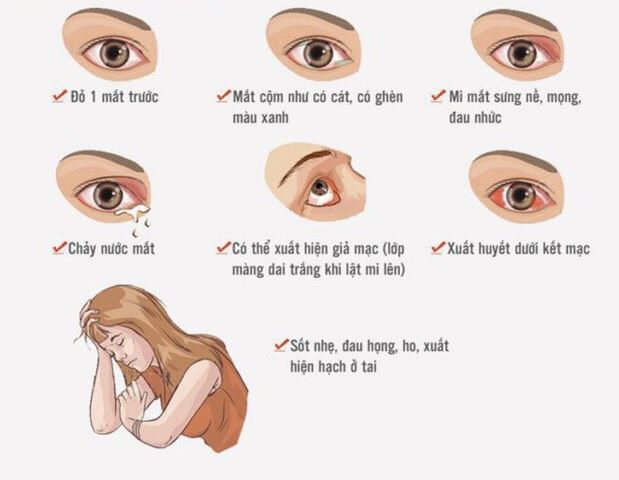 Đỏ 1 mắt trước
Mắt cộm như có cát, có ghèn
màu xanh
Mi mắt sưng nề, mọng,
đau nhức
Chảy nước mắt
Có thể xuất hiện giả mạc (lớp
màng dai trắng khi lật mi lên)
Xuất huyết dưới kết mạc
Sốt nhẹ, đau họng, ho, xuất
hiện hạch ở tai